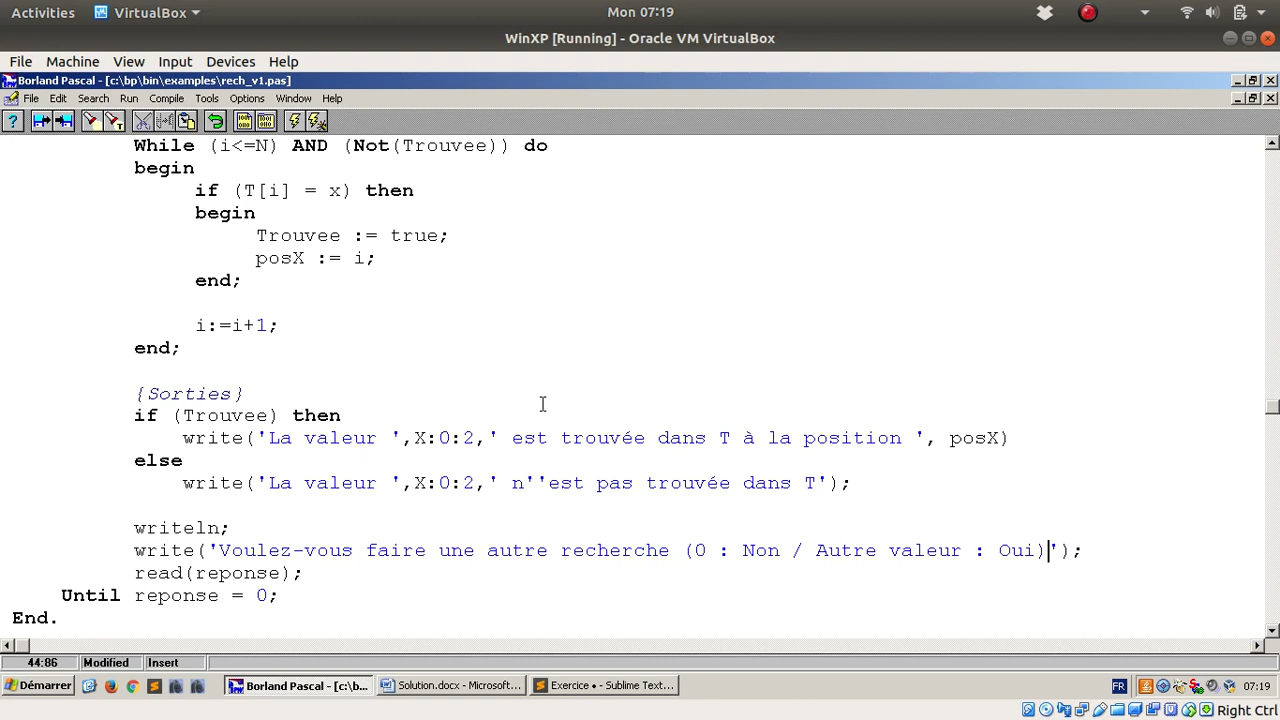 Activities VirtualBox Mon 07:19
WinXP [Running] - Oracle VM VirtualBox
File Machine View Input Devices Help
Borland Pascal - [c:\bp\bin\examples\rech_v1.pas]
File Edit Search Run Compile Tools Options Window Help
While (i<=N) AND (Not(Trouvee)) do
begin
if (T[i] = x) then
begin
Trouvee := true;
posX := i;
end;
i:=i+1;
end;
{Sorties}
if (Trouvee) then
write('La valeur ',X:0:2,' est trouvée dans T à la position ', posX)
else
write('La valeur ',X:0:2,' n''est pas trouvée dans T');
writeln;
write('Voulez-vous faire une autre recherche (0 : Non / Autre valeur : Oui)');
read(reponse);
Until reponse = 0;
End.
44:86 Modified Insert
Démarrer Borland Pascal - [c:\b... Solution.docx - Microsoft... Exercice • - Sublime Text... FR 07:19
Right Ctrl